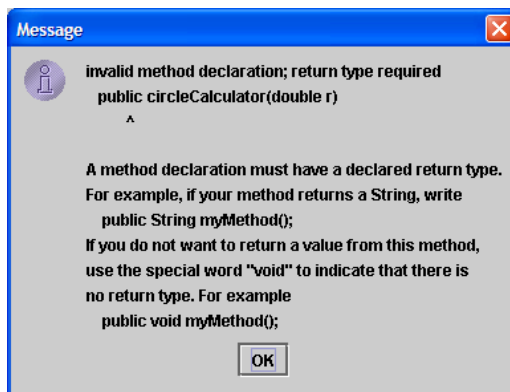 Message
invalid method declaration; return type required
public circleCalculator(double r)
^
A method declaration must have a declared return type.
For example, if your method returns a String, write
public String myMethod();
If you do not want to return a value from this method,
use the special word "void" to indicate that there is
no return type. For example
public void myMethod();
OK